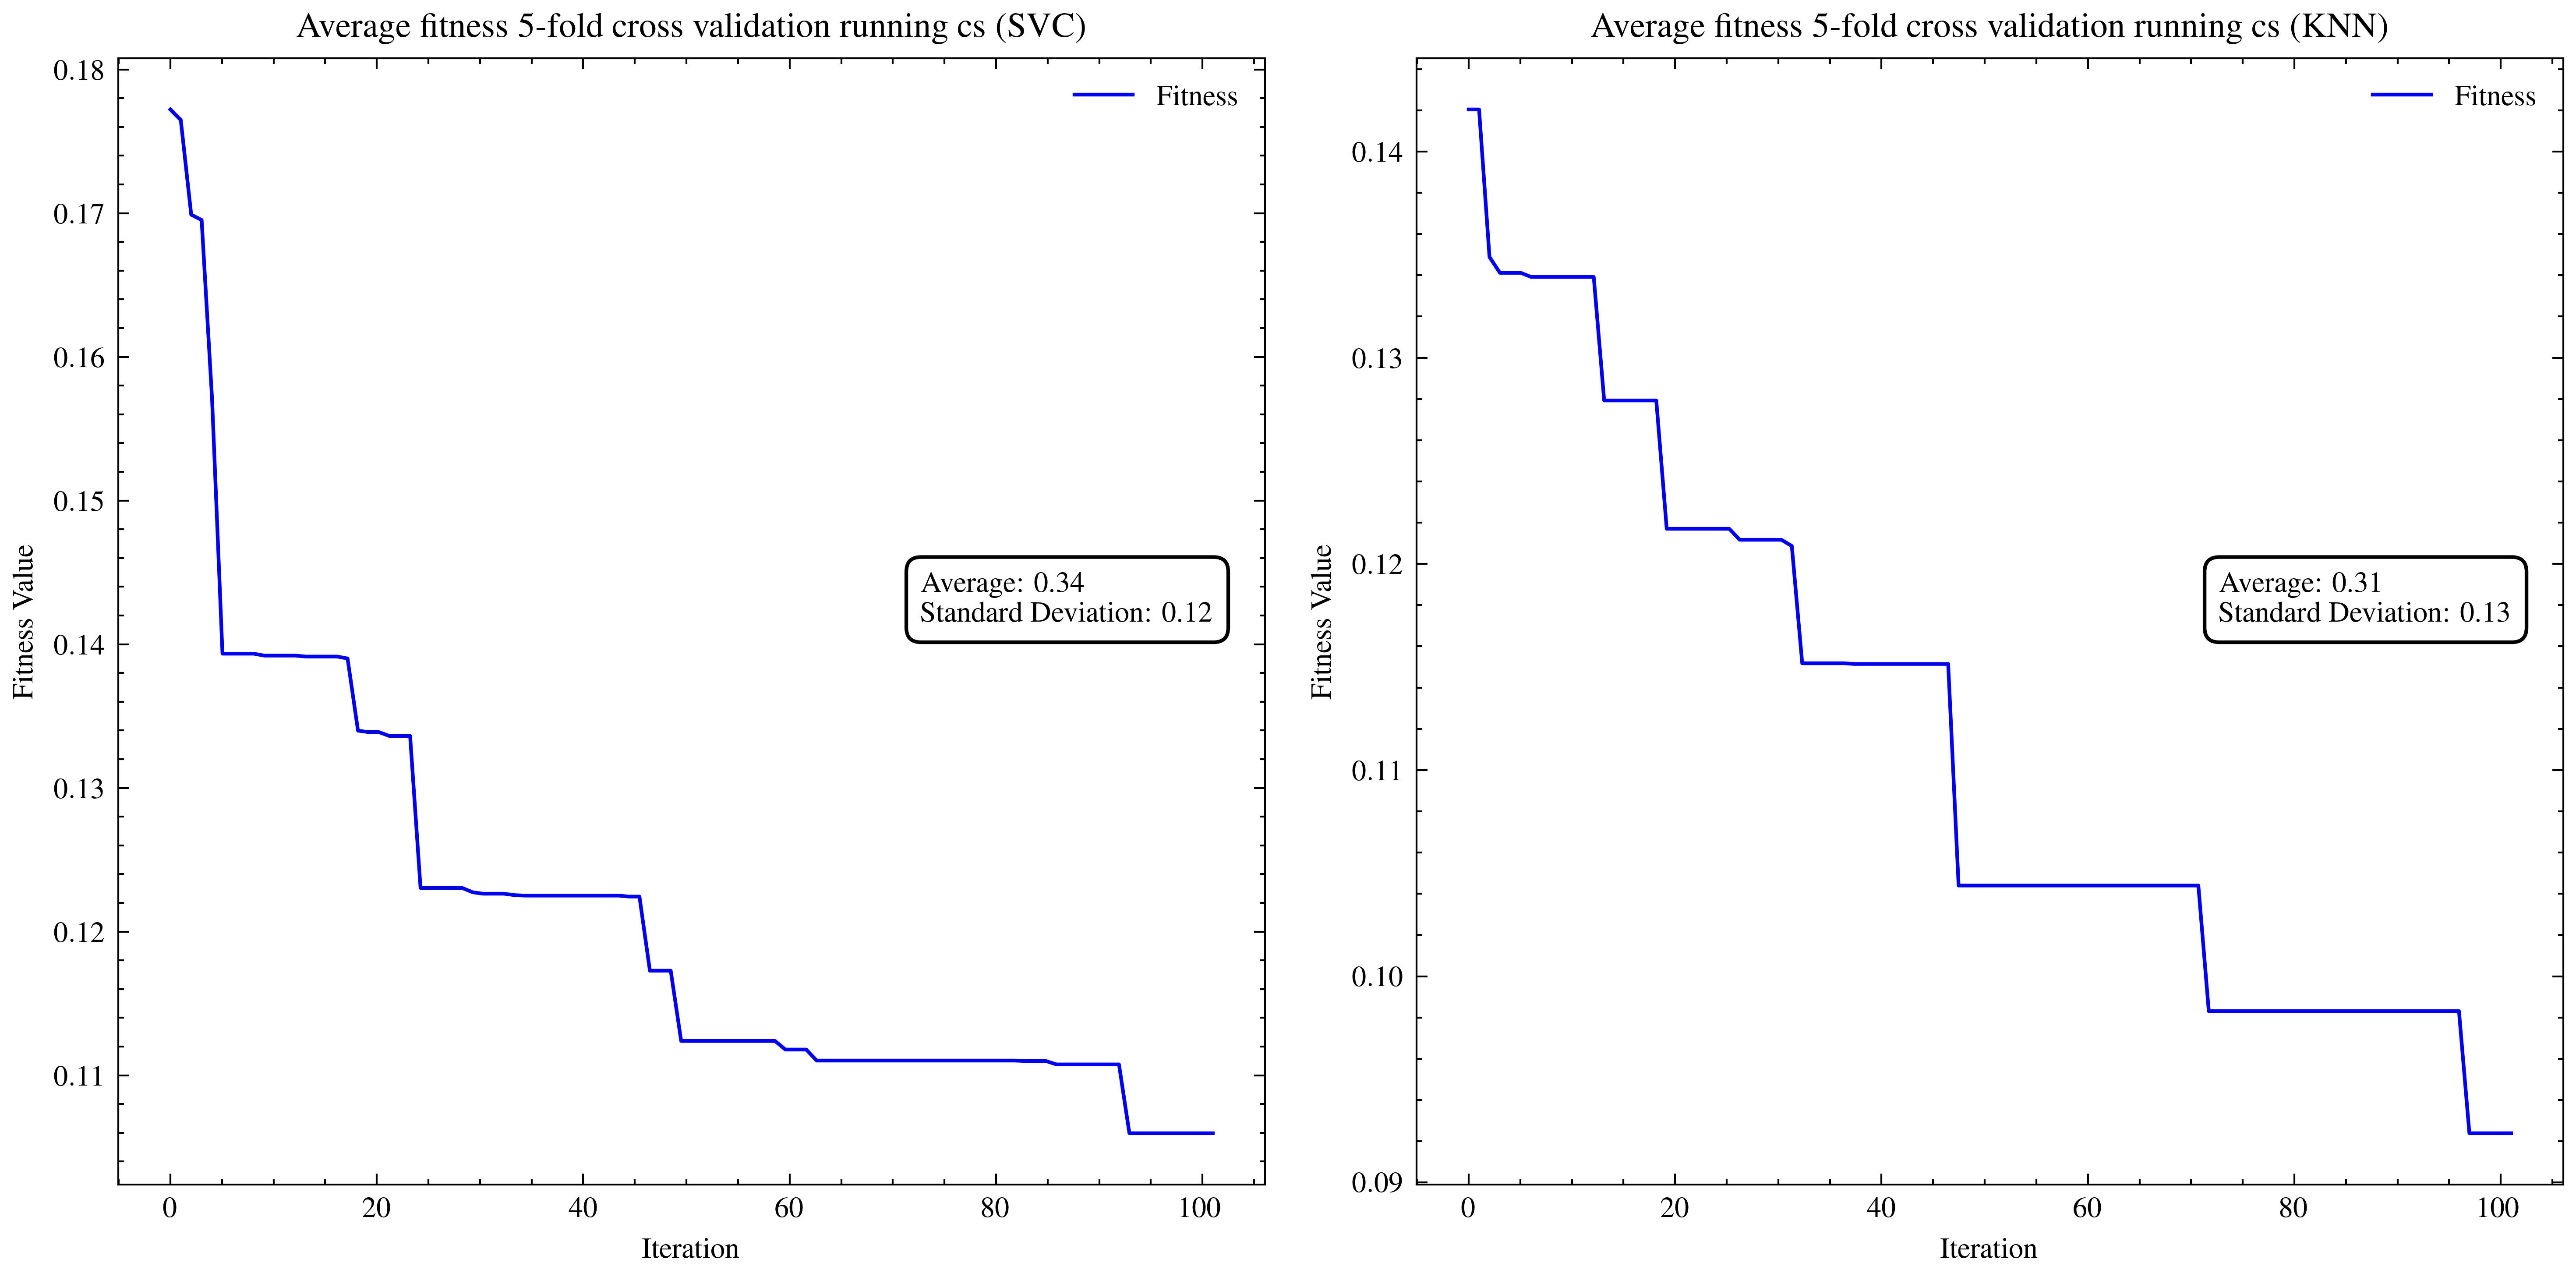 Average fitness 5-fold cross validation running cs (SVC)
Fitness
0.18
0.17
0.16
0.15
0.14
0.13
0.12
0.11
Fitness Value
Average: 0.34
Standard Deviation: 0.12
0 20 40 60 80 100
Iteration
Average fitness 5-fold cross validation running cs (KNN)
Fitness
0.14
0.13
0.12
0.11
0.10
0.09
Fitness Value
Average: 0.31
Standard Deviation: 0.13
0 20 40 60 80 100
Iteration